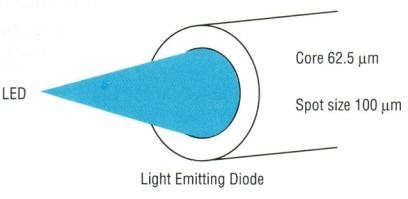 Core 62.5 µm
LED
Spot size 100 µm
Light Emitting Diode